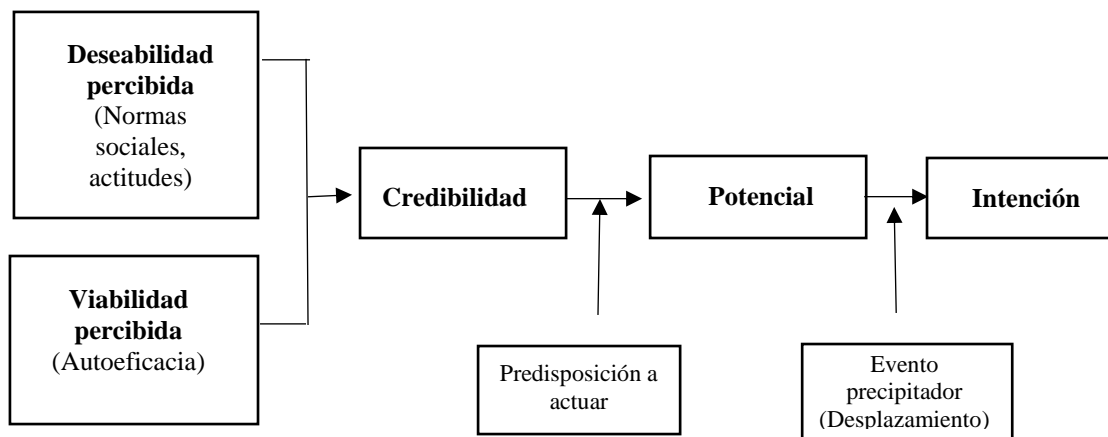 Deseabilidad
percibida
(Normas
sociales,
actitudes)
Viabilidad
percibida
(Autoeficacia)
Credibilidad
Potencial
Intención
Predisposición a
actuar
Evento
precipitador
(Desplazamiento)